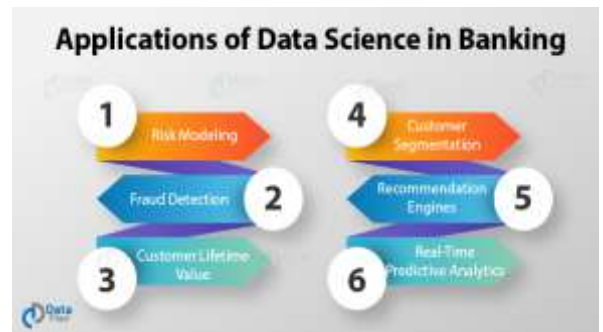 Applications of Data Science in Banking
1
Risk Modeling
Fraud Detection
2
3
Customer Lifetime
Value
4
Customer
Segmentation
Recommendation
Engines
5
6
Real-Time
Predictive Analytics
Data